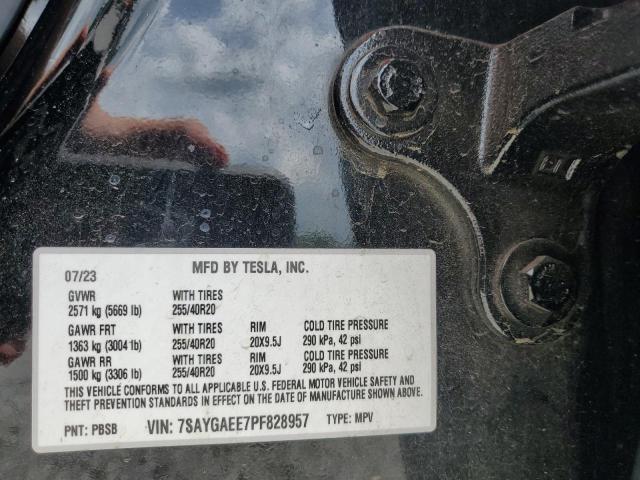 07/23 MFD BY TESLA, INC.
GVWR WITH TIRES
2571 kg (5669 lb) 255/40R20
GAWR FRT WITH TIRES RIM COLD TIRE PRESSURE
1363 kg (3004 lb) 255/40R20 20X9.5J 290 kPa, 42 psi
GAWR RR WITH TIRES RIM COLD TIRE PRESSURE
1500 kg (3306 lb) 255/40R20 20X9.5J 290 kPa, 42 psi
THIS VEHICLE CONFORMS TO ALL APPLICABLE U.S. FEDERAL MOTOR VEHICLE SAFETY AND
THEFT PREVENTION STANDARDS IN EFFECT ON THE DATE OF MANUFACTURE SHOWN ABOVE.
PNT: PBSB VIN: 7SAYGAEE7PF828957 TYPE: MPV